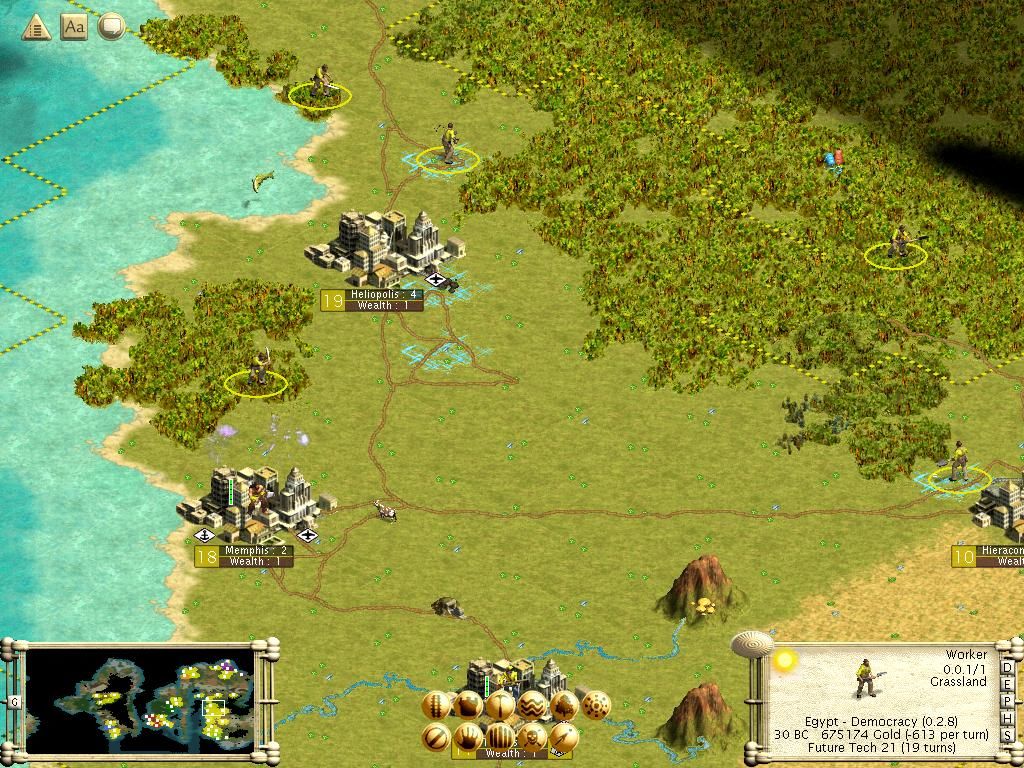 Aa
19
Heliopolis : 4
Wealth : 1
18
Memphis : 2
Wealth : 1
10
Hieracon
Wealt
Wealth : 1
G
Worker
0.0.1/1
Grassland
Egypt - Democracy (0.2.8)
30 BC 675174 Gold (-613 per turn)
Future Tech 21 (19 turns)
D
E
P
H
S